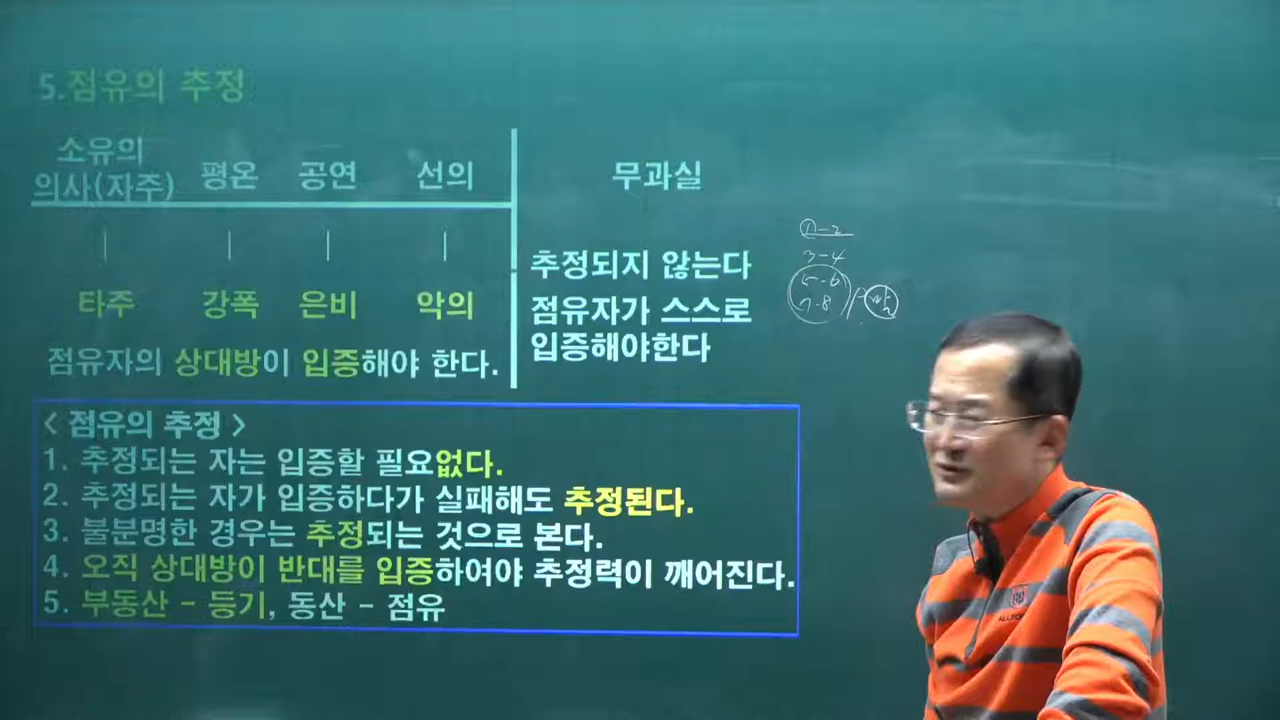 5.점유의 추정
소유의
의사(자주) 평온 공연 선의 무과실
타주 강폭 은비 악의
점유자의 상대방이 입증해야 한다.
추정되지 않는다
점유자가 스스로
입증해야한다
< 점유의 추정 >
1. 추정되는 자는 입증할 필요없다.
2. 추정되는 자가 입증하다가 실패해도 추정된다.
3. 불분명한 경우는 추정되는 것으로 본다.
4. 오직 상대방이 반대를 입증하여야 추정력이 깨어진다.
5. 부동산 - 등기, 동산 - 점유
1-2
3-4
5-6
7-8